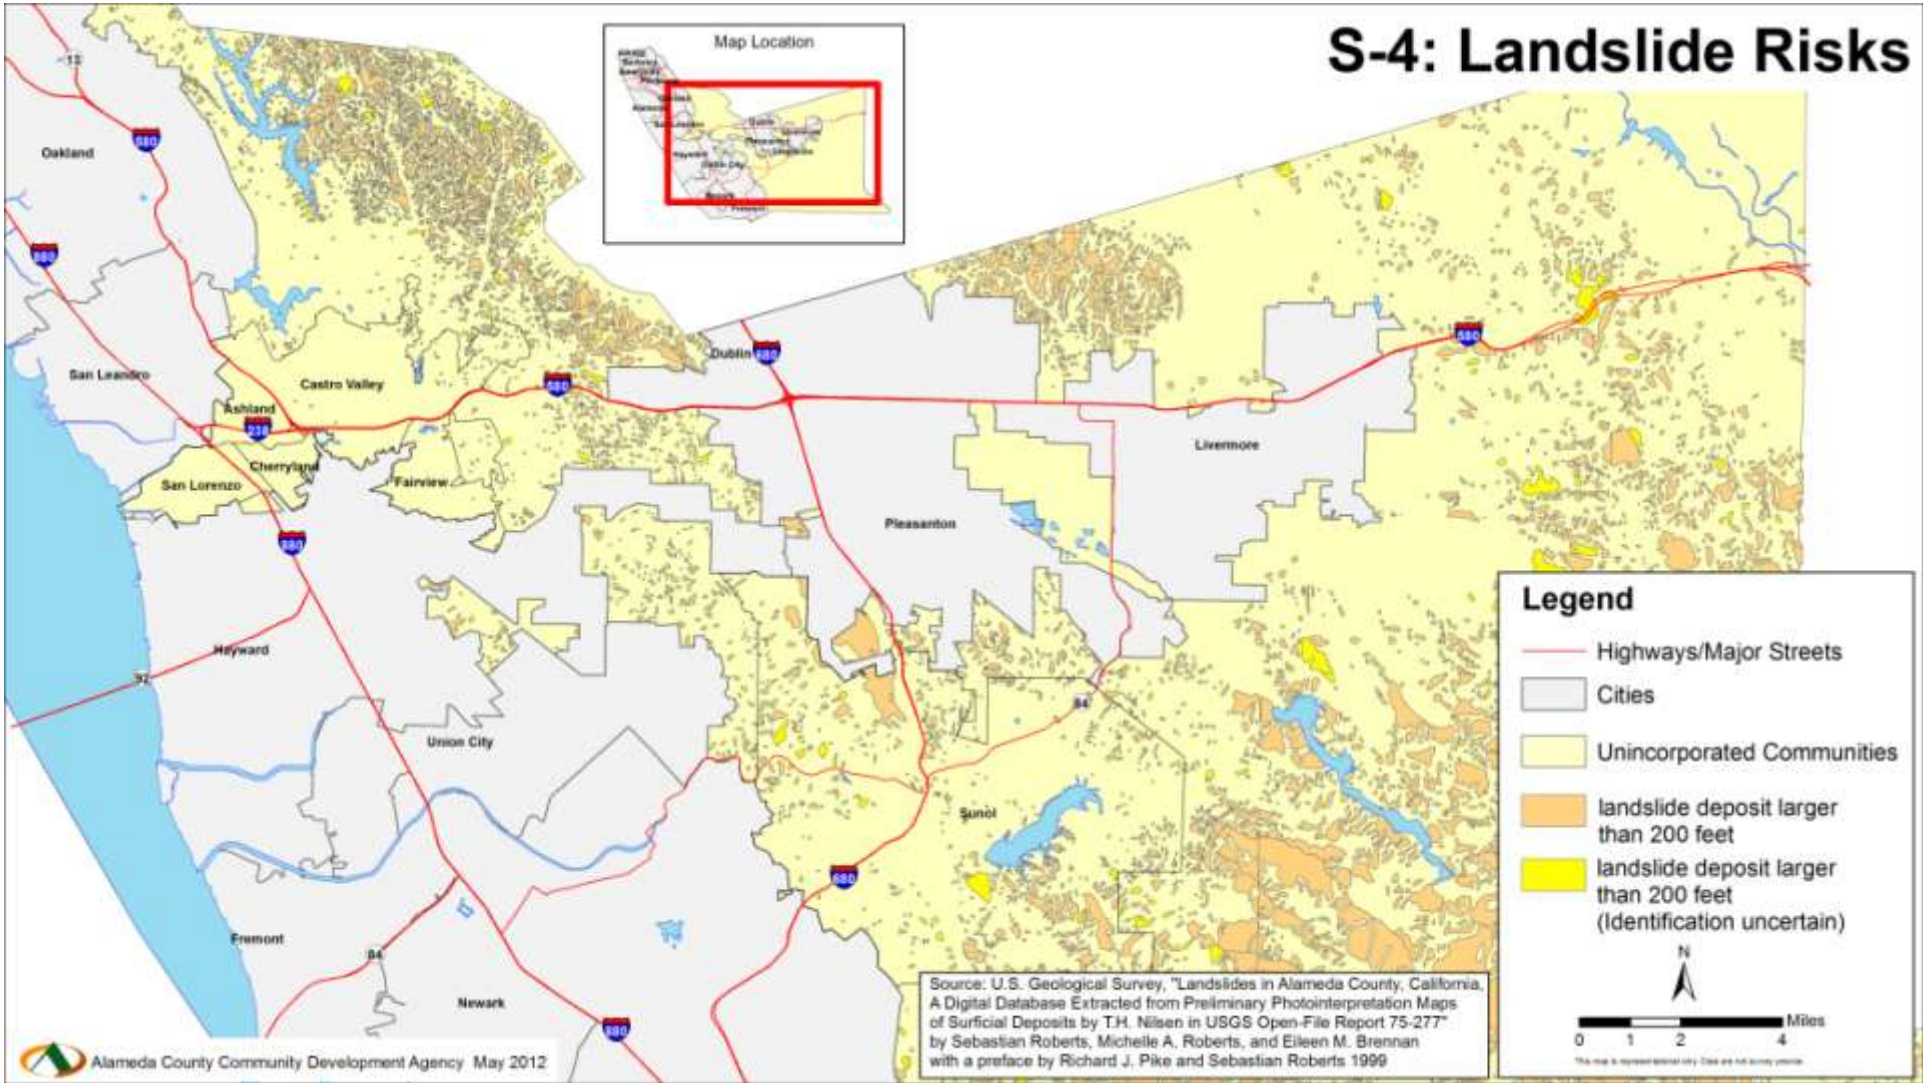 S-4: Landslide Risks
Map Location
13
580
Oakland
880
San Leandro
Castro Valley
Ashland
238
Cherryland
San Lorenzo
Fairview
580
Dublin
680
580
Livermore
Pleasanton
880
Hayward
92
Union City
84
Sunol
680
Fremont
84
Newark
880
Legend
Highways/Major Streets
Cities
Unincorporated Communities
landslide deposit larger
than 200 feet
landslide deposit larger
than 200 feet
(Identification uncertain)
N
Miles
0 1 2 4
Source: U.S. Geological Survey, "Landslides in Alameda County, California,
A Digital Database Extracted from Preliminary Photointerpretation Maps
of Surficial Deposits by T.H. Nilsen in USGS Open-File Report 75-277"
by Sebastian Roberts, Michelle A. Roberts, and Eileen M. Brennan
with a preface by Richard J. Pike and Sebastian Roberts 1999
Alameda County Community Development Agency May 2012